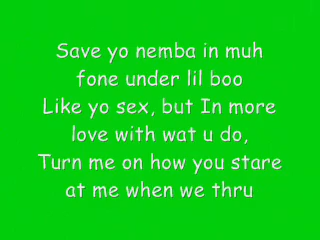 Save yo nemba in muh
fone under lil boo
Like yo sex, but In more
love with wat u do,
Turn me on how you stare
at me when we thru